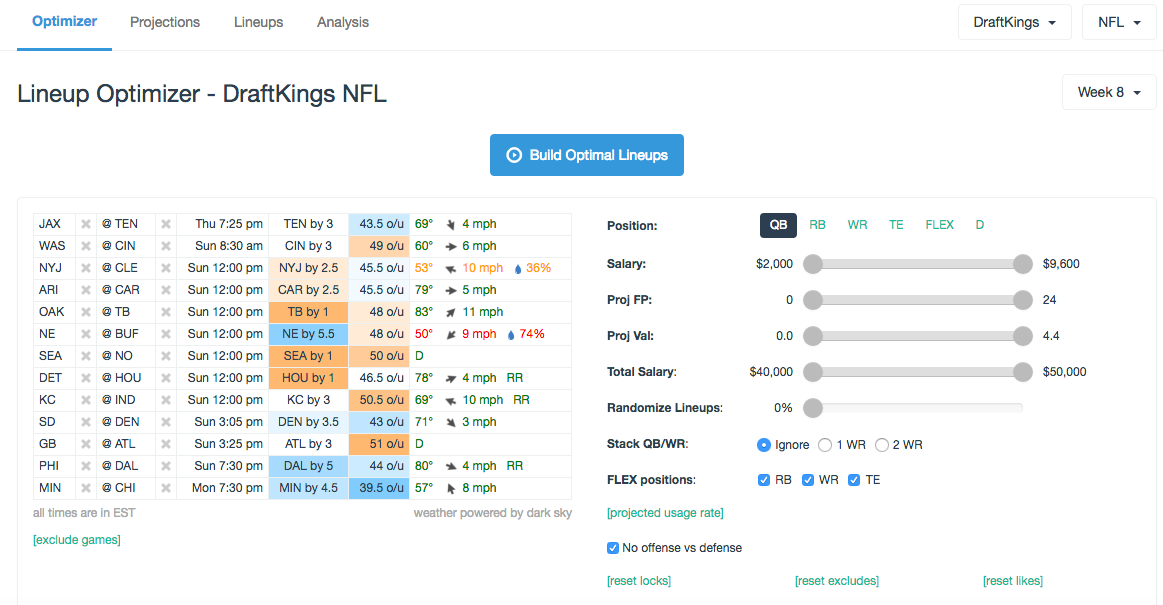 Optimizer Projections Lineups Analysis DraftKings NFL
Lineup Optimizer - DraftKings NFL Week 8
Build Optimal Lineups
JAX @ TEN Thu 7:25 pm TEN by 3 43.5 o/u 69° 4 mph
WAS @ CIN Sun 8:30 am CIN by 3 49 o/u 60° 6 mph
NYJ @ CLE Sun 12:00 pm NYJ by 2.5 45.5 o/u 53° 10 mph 36%
ARI @ CAR Sun 12:00 pm CAR by 2.5 45.5 o/u 79° 5 mph
OAK @ TB Sun 12:00 pm TB by 1 48 o/u 83° 11 mph
NE @ BUF Sun 12:00 pm NE by 5.5 48 o/u 50° 9 mph 74%
SEA @ NO Sun 12:00 pm SEA by 1 50 o/u D
DET @ HOU Sun 12:00 pm HOU by 1 46.5 o/u 78° 4 mph RR
KC @ IND Sun 12:00 pm KC by 3 50.5 o/u 69° 10 mph RR
SD @ DEN Sun 3:05 pm DEN by 3.5 43 o/u 71° 3 mph
GB @ ATL Sun 3:25 pm ATL by 3 51 o/u D
PHI @ DAL Sun 7:30 pm DAL by 5 44 o/u 80° 4 mph RR
MIN @ CHI Mon 7:30 pm MIN by 4.5 39.5 o/u 57° 8 mph
all times are in EST weather powered by dark sky
[exclude games]
Position: QB RB WR TE FLEX D
Salary: $2,000 $9,600
Proj FP: 0 24
Proj Val: 0.0 4.4
Total Salary: $40,000 $50,000
Randomize Lineups: 0%
Stack QB/WR: Ignore 1 WR 2 WR
FLEX positions: RB WR TE
[projected usage rate]
No offense vs defense
[reset locks] [reset excludes] [reset likes]